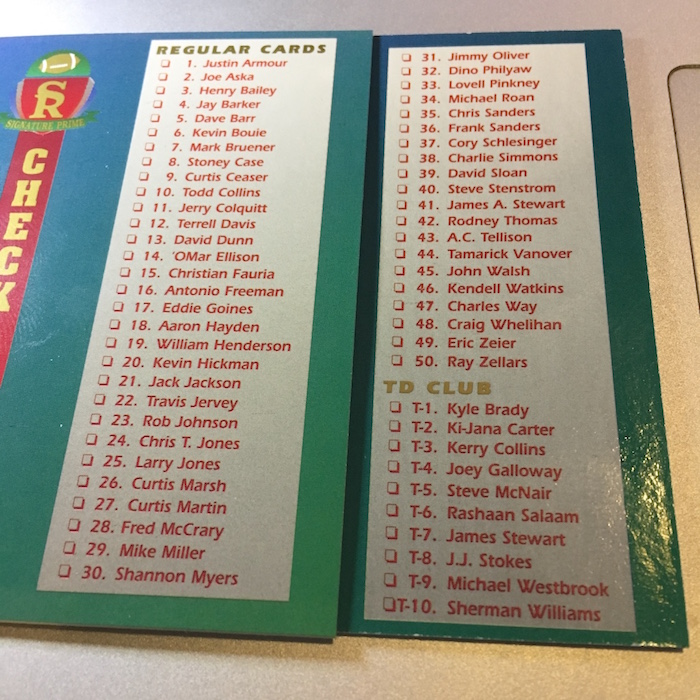 SR
SIGNATURE PRIME
CHECK
REGULAR CARDS
1. Justin Armour
2. Joe Aska
3. Henry Bailey
4. Jay Barker
5. Dave Barr
6. Kevin Bouie
7. Mark Bruener
8. Stoney Case
9. Curtis Ceaser
10. Todd Collins
11. Jerry Colquitt
12. Terrell Davis
13. David Dunn
14. 'OMar Ellison
15. Christian Fauria
16. Antonio Freeman
17. Eddie Goines
18. Aaron Hayden
19. William Henderson
20. Kevin Hickman
21. Jack Jackson
22. Travis Jervey
23. Rob Johnson
24. Chris T. Jones
25. Larry Jones
26. Curtis Marsh
27. Curtis Martin
28. Fred McCrary
29. Mike Miller
30. Shannon Myers
31. Jimmy Oliver
32. Dino Philyaw
33. Lovell Pinkney
34. Michael Roan
35. Chris Sanders
36. Frank Sanders
37. Cory Schlesinger
38. Charlie Simmons
39. David Sloan
40. Steve Stenstrom
41. James A. Stewart
42. Rodney Thomas
43. A.C. Tellison
44. Tamarick Vanover
45. John Walsh
46. Kendell Watkins
47. Charles Way
48. Craig Whelihan
49. Eric Zeier
50. Ray Zellars
TD CLUB
T-1. Kyle Brady
T-2. Ki-Jana Carter
T-3. Kerry Collins
T-4. Joey Galloway
T-5. Steve McNair
T-6. Rashaan Salaam
T-7. James Stewart
T-8. J.J. Stokes
T-9. Michael Westbrook
T-10. Sherman Williams